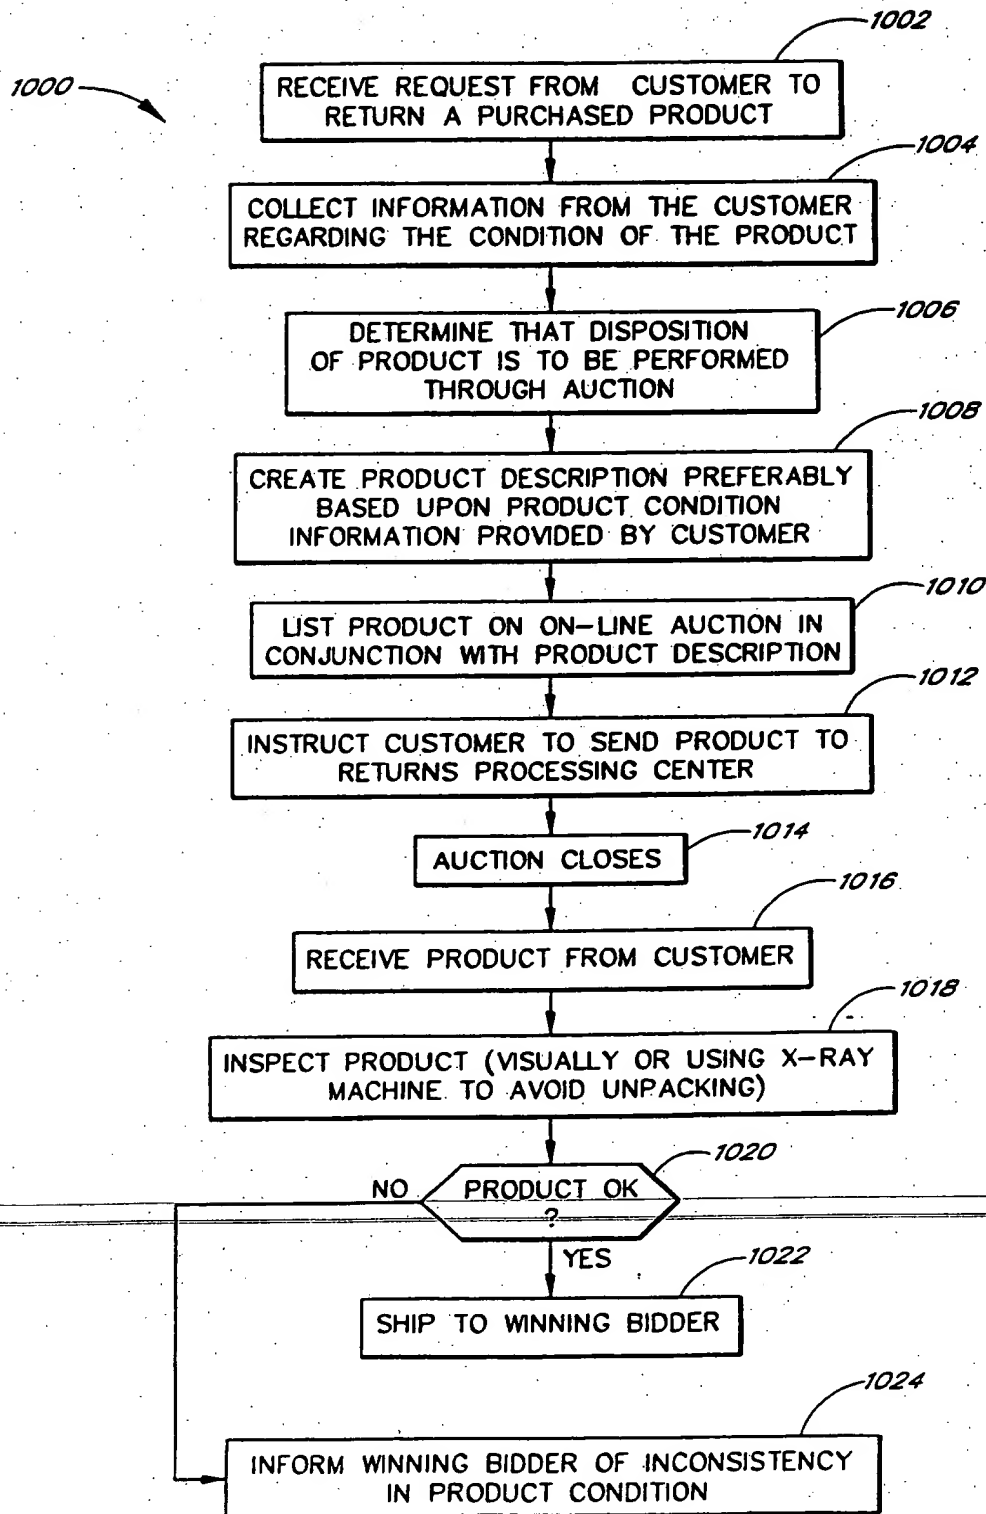 1002
1000
RECEIVE REQUEST FROM CUSTOMER TO
RETURN A PURCHASED PRODUCT
1004
COLLECT INFORMATION FROM THE CUSTOMER
REGARDING THE CONDITION OF THE PRODUCT
1006
DETERMINE THAT DISPOSITION
OF PRODUCT IS TO BE PERFORMED
THROUGH AUCTION
1008
CREATE PRODUCT DESCRIPTION PREFERABLY
BASED UPON PRODUCT CONDITION
INFORMATION PROVIDED BY CUSTOMER
1010
LIST PRODUCT ON ON-LINE AUCTION IN
CONJUNCTION WITH PRODUCT DESCRIPTION
1012
INSTRUCT CUSTOMER TO SEND PRODUCT TO
RETURNS PROCESSING CENTER
1014
AUCTION CLOSES
1016
RECEIVE PRODUCT FROM CUSTOMER
1018
INSPECT PRODUCT (VISUALLY OR USING X-RAY
MACHINE TO AVOID UNPACKING)
1020
NO
PRODUCT OK
?
YES
1022
SHIP TO WINNING BIDDER
1024
INFORM WINNING BIDDER OF INCONSISTENCY
IN PRODUCT CONDITION